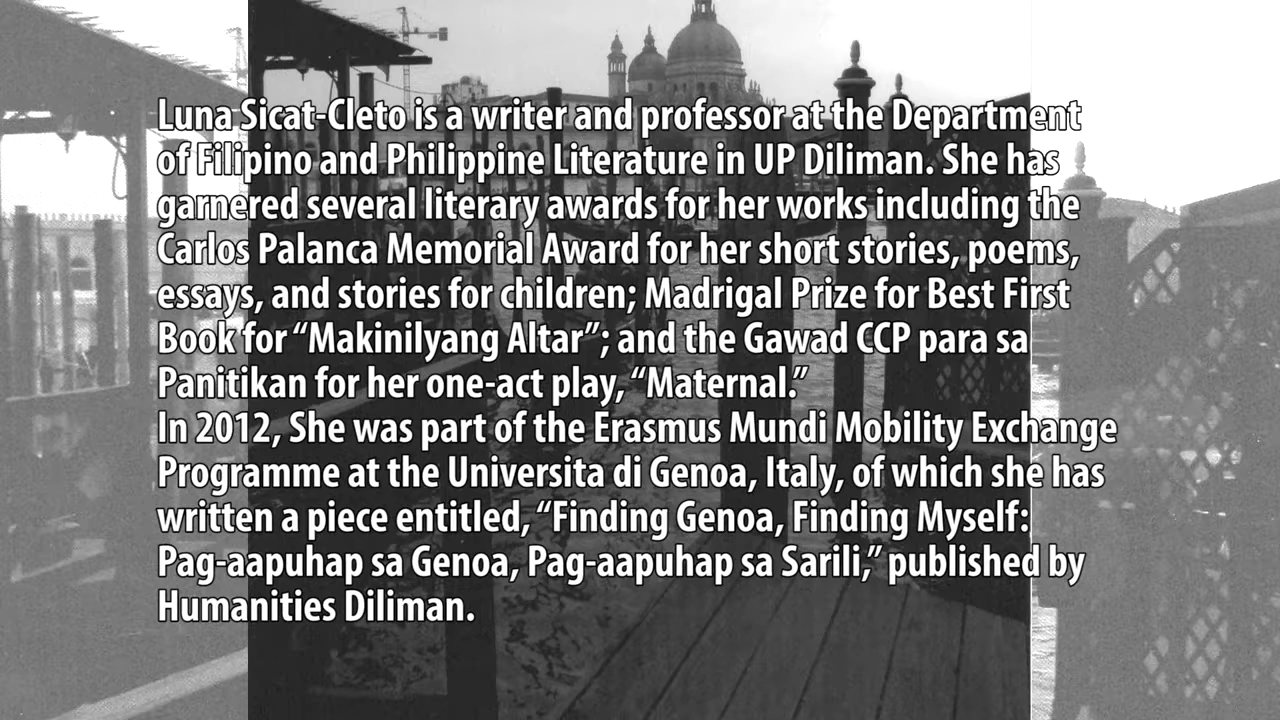 Luna Sicat-Cleto is a writer and professor at the Department
of Filipino and Philippine Literature in UP Diliman. She has
garnered several literary awards for her works including the
Carlos Palanca Memorial Award for her short stories, poems,
essays, and stories for children; Madrigal Prize for Best First
Book for “Makinilyang Altar”; and the Gawad CCP para sa
Panitikan for her one-act play, “Maternal.”
In 2012, She was part of the Erasmus Mundi Mobility Exchange
Programme at the Universita di Genoa, Italy, of which she has
written a piece entitled, “Finding Genoa, Finding Myself:
Pag-aapuhap sa Genoa, Pag-aapuhap sa Sarili,” published by
Humanities Diliman.